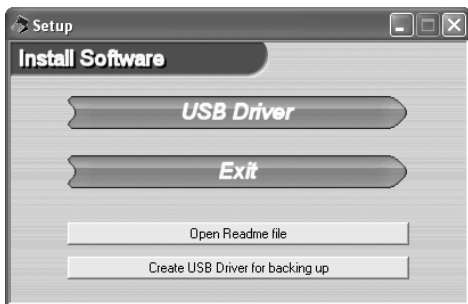 Setup
Install Software
USB Driver
Exit
Open Readme file
Create USB Driver for backing up